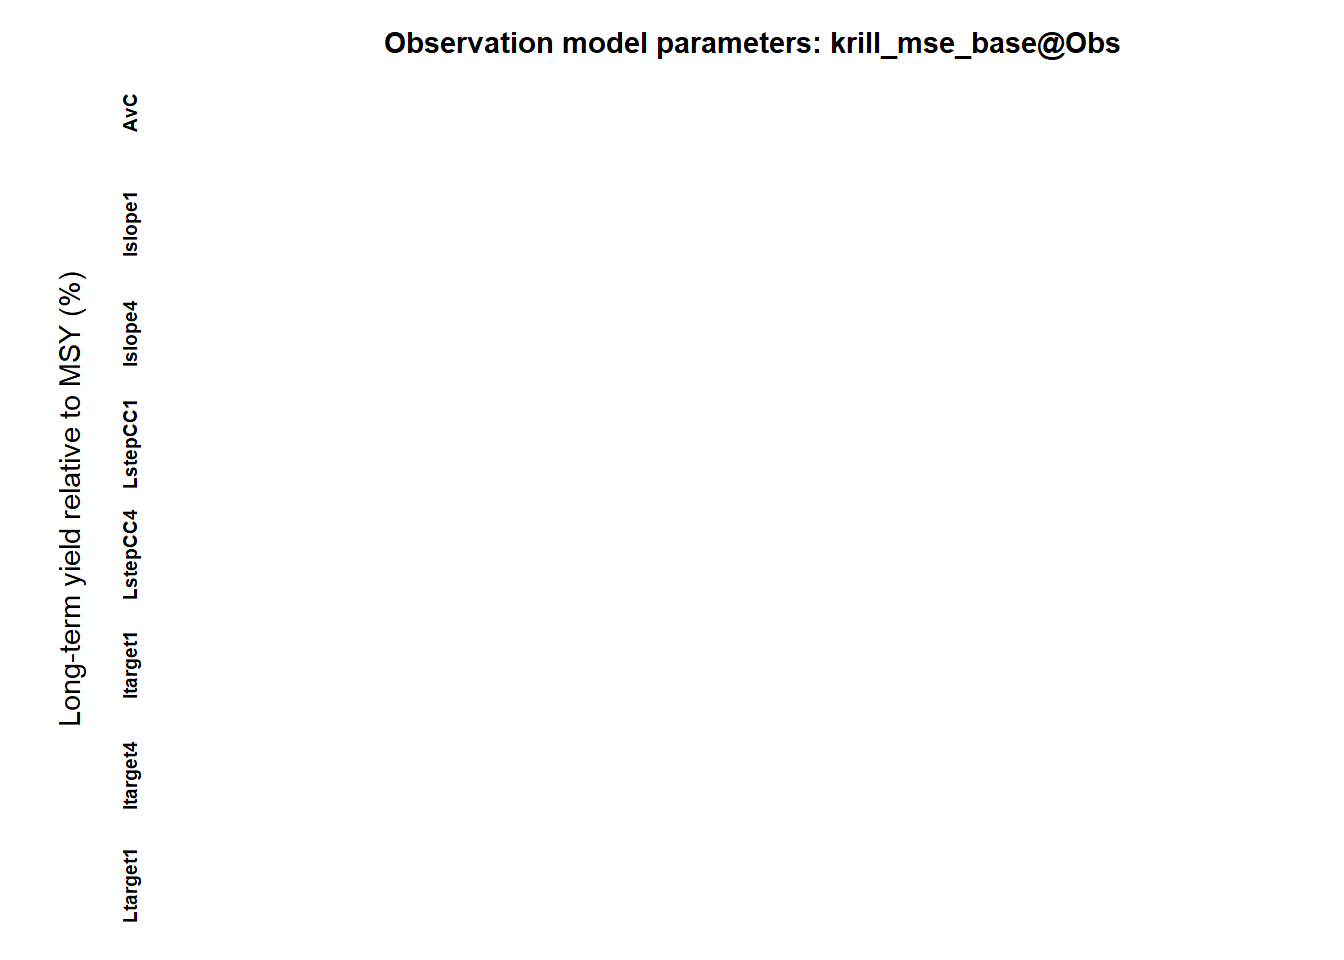 Observation model parameters: krill_mse_base@Obs
Long-term yield relative to MSY (%)
AvC
Islope1
Islope4
LstepCC1
LstepCC4
Itarget1
Itarget4
Ltarget1